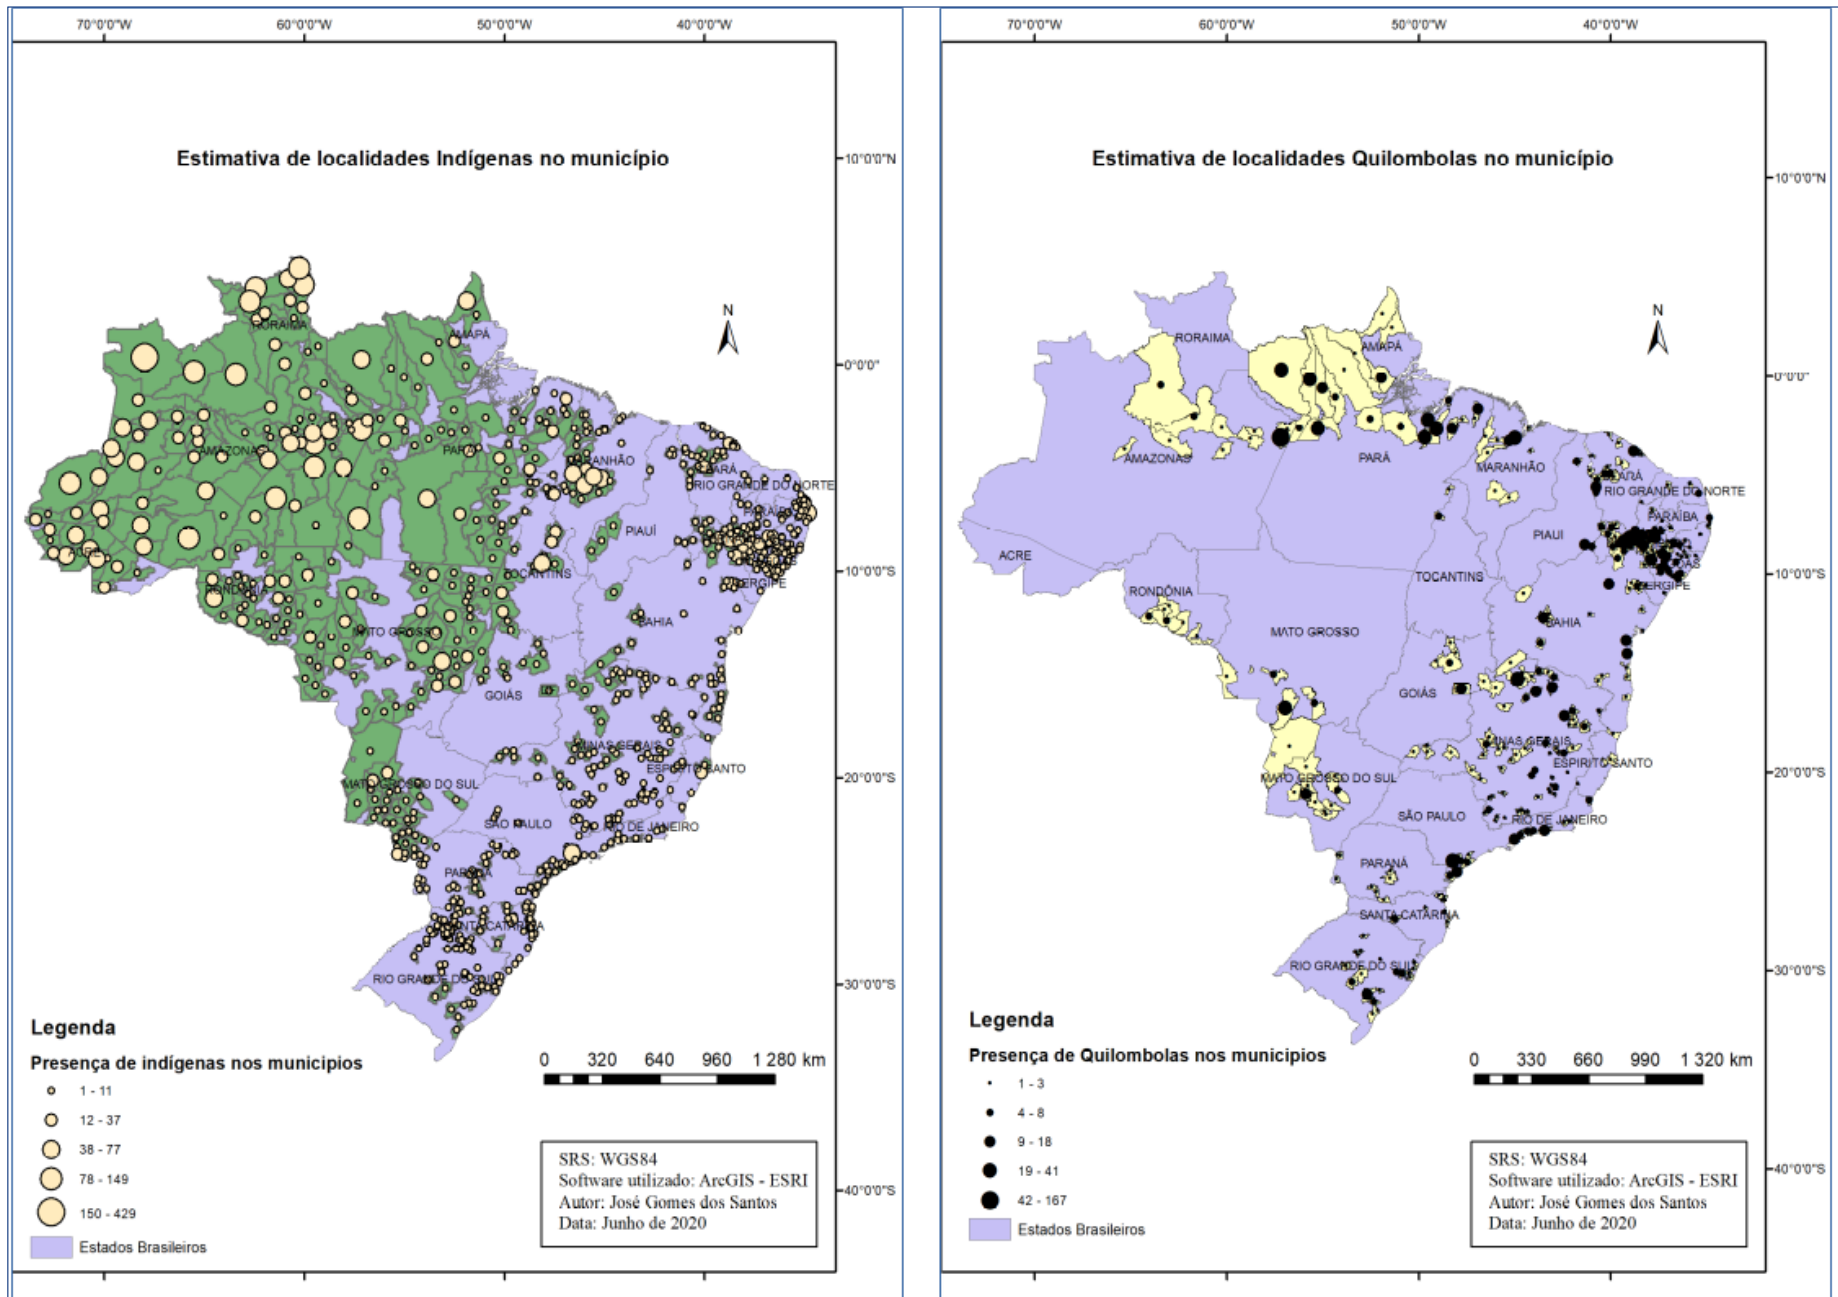 70°0'0"W 60°0'0"W 50°0'0"W 40°0'0"W
Estimativa de localidades Indígenas no município
10°0'0"N
N
RORAIMA
AMAPÁ
0°0'0"
AMAZONAS
PARÁ
MARANHÃO
CEARÁ
RIO GRANDE DO NORTE
PARAÍBA
PIAUÍ
ACRE
TOCANTINS
10°0'0"S
SERGIPE
RONDÔNIA
MATO GROSSO
BAHIA
GOIÁS
MINAS GERAIS
ESPIRITO SANTO
20°0'0"S
MATO GROSSO DO SUL
SÃO PAULO
RIO DE JANEIRO
PARANÁ
SANTA CATARINA
RIO GRANDE DO SUL
30°0'0"S
Legenda
Presença de indígenas nos municipios
1 - 11
12 - 37
38 - 77
78 - 149
150 - 429
Estados Brasileiros
0 320 640 960 1 280 km
SRS: WGS84
Software utilizado: ArcGIS - ESRI
Autor: José Gomes dos Santos
Data: Junho de 2020
40°0'0"S
70°0'0"W 60°0'0"W 50°0'0"W 40°0'0"W
Estimativa de localidades Quilombolas no município
10°0'0"N
N
RORAIMA
AMAPÁ
0°0'0"
AMAZONAS
PARÁ
MARANHÃO
CEARÁ
RIO GRANDE DO NORTE
PARAÍBA
PIAUI
ACRE
TOCANTINS
10°0'0"S
SERGIPE
RONDÔNIA
BAHIA
MATO GROSSO
GOIÁS
MINAS GERAIS
ESPIRITO SANTO
20°0'0"S
MATO GROSSO DO SUL
SÃO PAULO
RIO DE JANEIRO
PARANÁ
SANTA CATARINA
RIO GRANDE DO SUL
30°0'0"S
Legenda
Presença de Quilombolas nos municipios
1 - 3
4 - 8
9 - 18
19 - 41
42 - 167
Estados Brasileiros
0 330 660 990 1 320 km
SRS: WGS84
Software utilizado: ArcGIS - ESRI
Autor: José Gomes dos Santos
Data: Junho de 2020
40°0'0"S